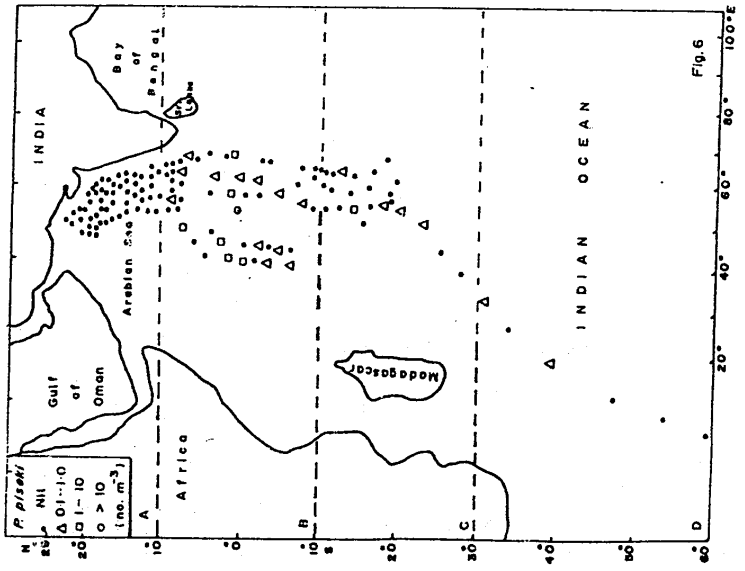 P. piseki
• Nil
△ 0·1-1·0
□ 1-10
○ > 10
(no. m⁻³)
INDIA
Bay
of
Bengal
Sri
Lanka
Arabian Sea
Gulf
of
Oman
Africa
Madagascar
INDIAN OCEAN
A
B
C
D
N
20°
10°
0°
10°
S
20°
30°
40°
50°
60°
20°
40°
60°
80°
100°E
Fig. 6